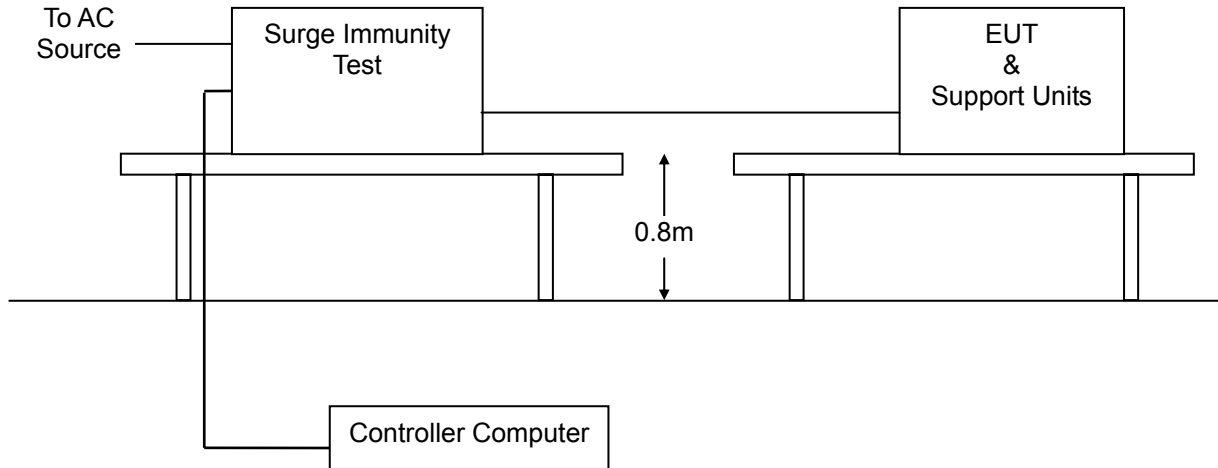 To AC
Source
Surge Immunity
Test
EUT
&
Support Units
0.8m
Controller Computer